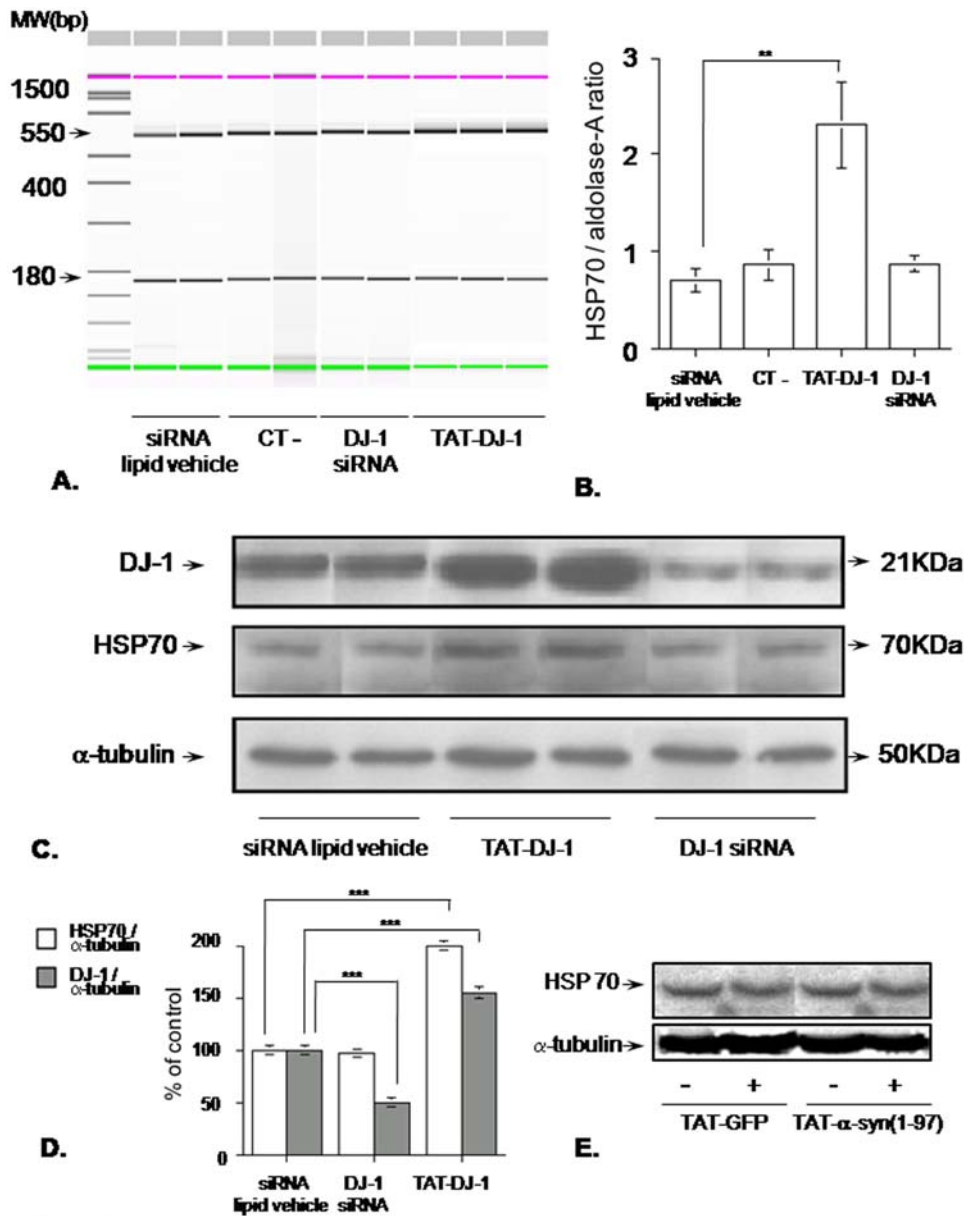 MW(bp)
1500
550
400
180
siRNA
lipid vehicle
CT -
DJ-1
siRNA
TAT-DJ-1
A.
HSP70 / aldolase-A ratio
3
2
1
0
**
siRNA
lipid vehicle
CT -
TAT-DJ-1
DJ-1
siRNA
B.
DJ-1
21KDa
HSP70
70KDa
α-tubulin
50KDa
siRNA lipid vehicle
TAT-DJ-1
DJ-1 siRNA
C.
HSP70 /
α-tubulin
DJ-1 /
α-tubulin
% of control
200
150
100
50
0
***
***
***
siRNA
lipid vehicle
DJ-1
siRNA
TAT-DJ-1
D.
HSP 70
α-tubulin
- + - +
TAT-GFP
TAT-α-syn(1-97)
E.